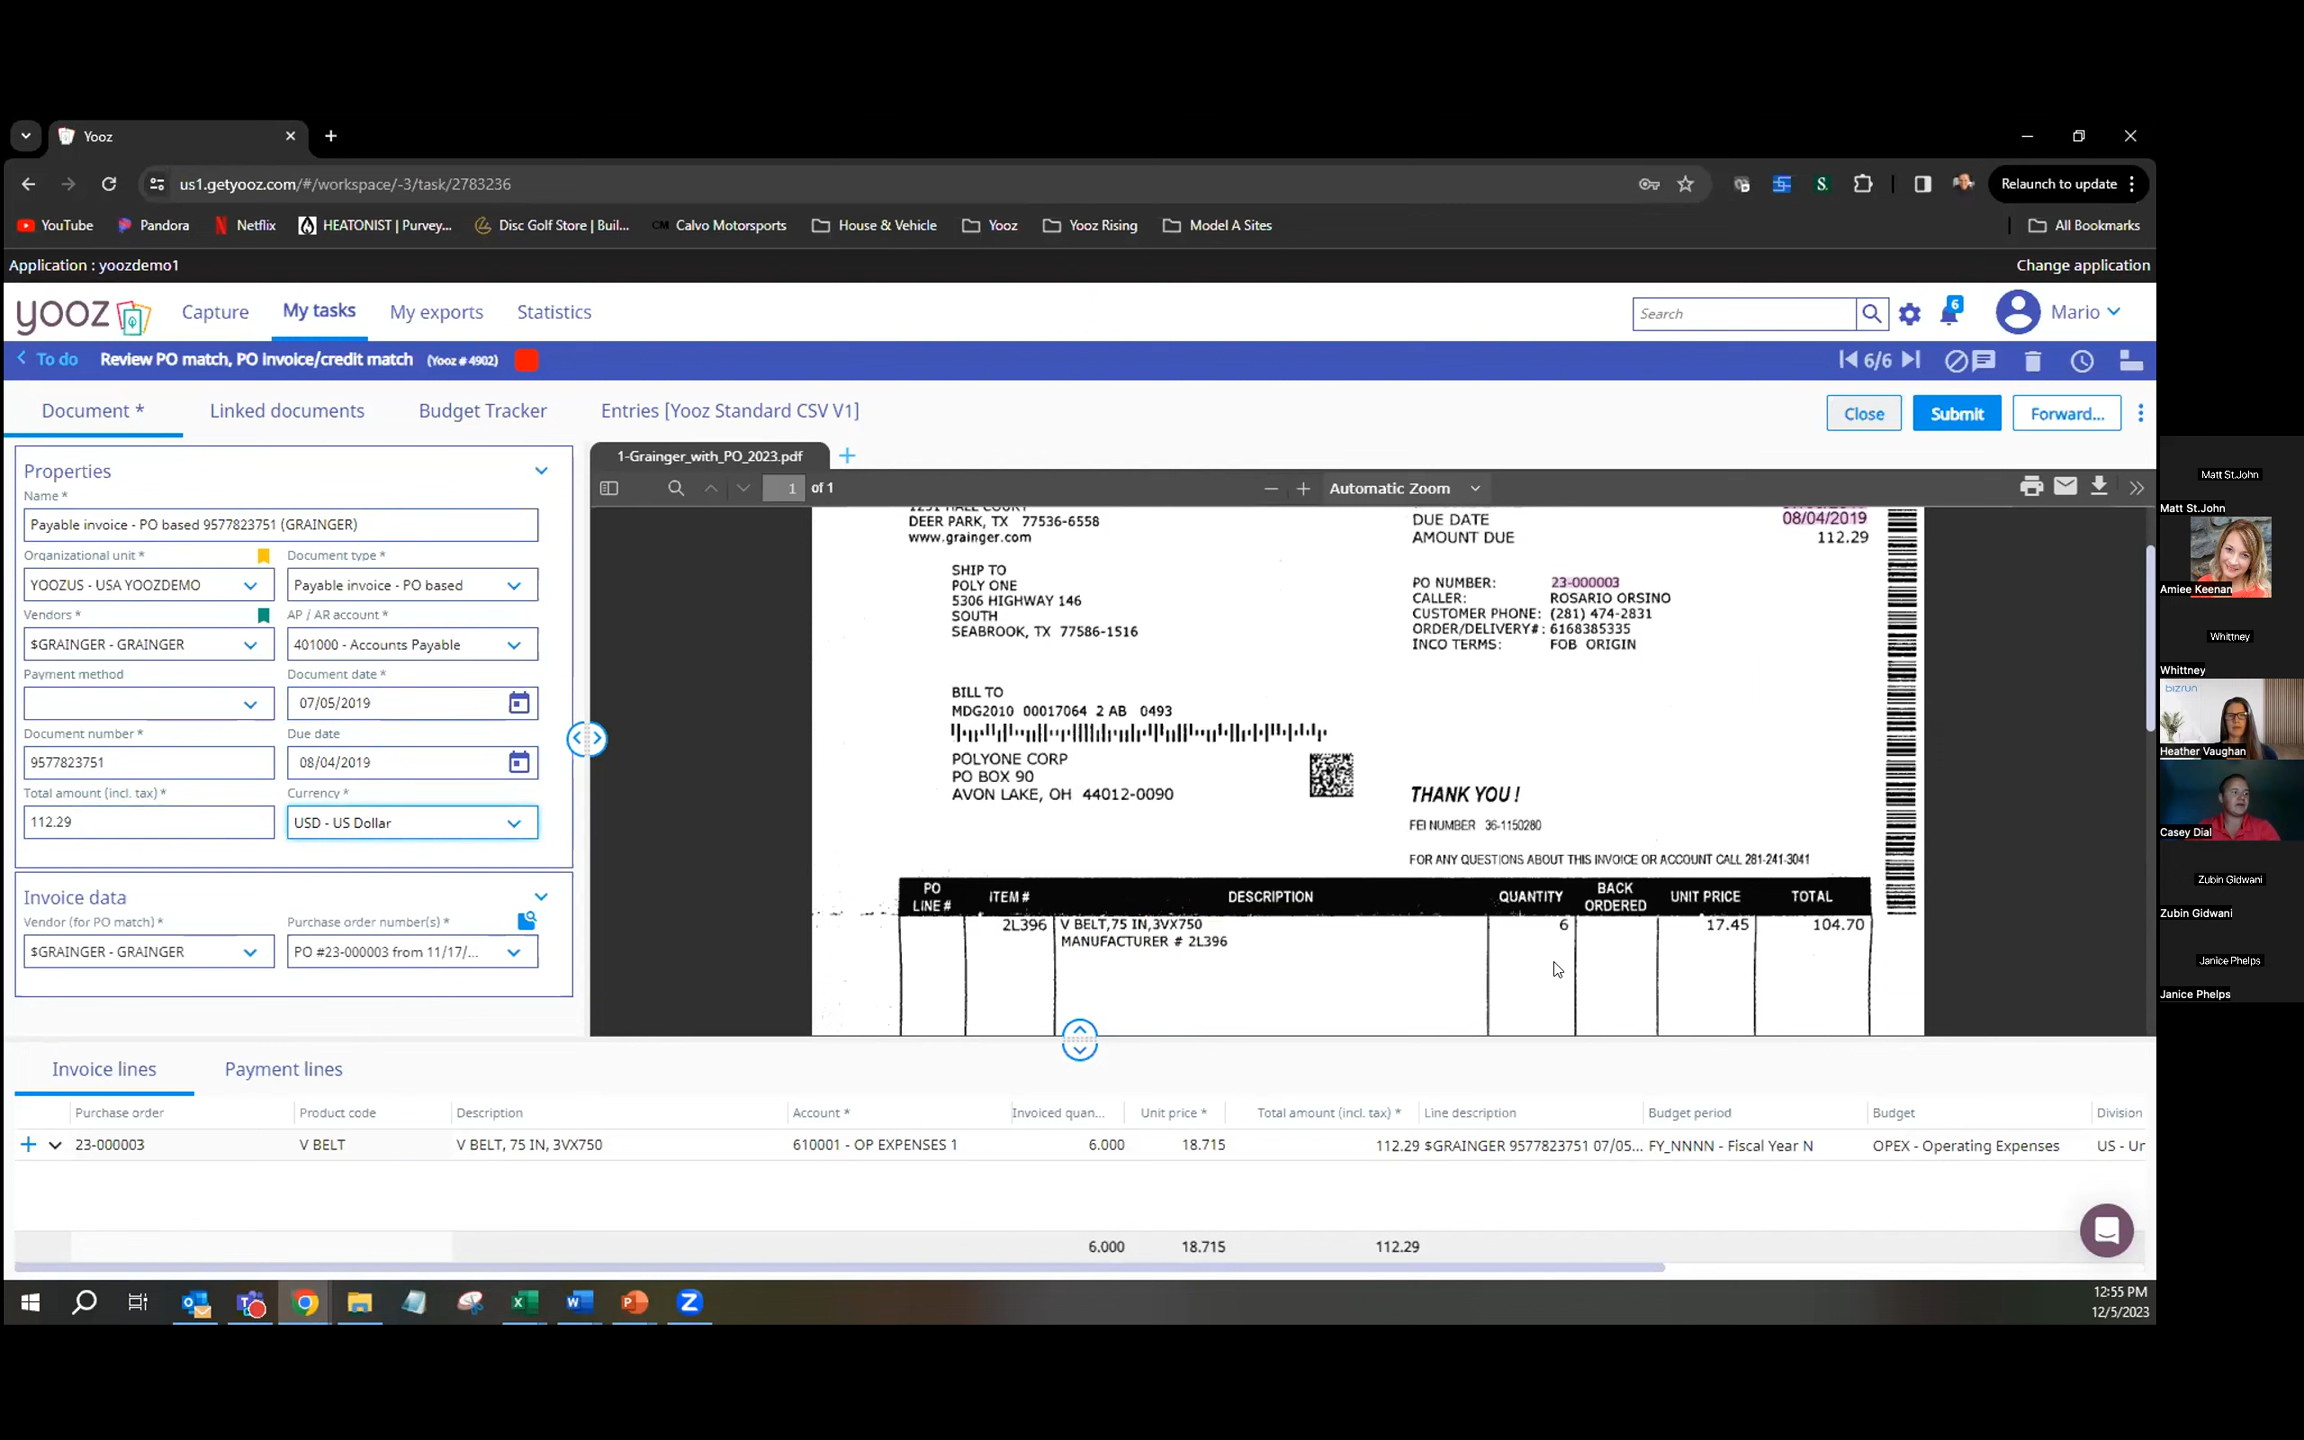 Yooz
us1.getyooz.com/#/workspace/-3/task/2783236
Relaunch to update
YouTube
Pandora
Netflix
HEATONIST | Purvey...
Disc Golf Store | Buil...
CM Calvo Motorsports
House & Vehicle
Yooz
Yooz Rising
Model A Sites
All Bookmarks
Application : yoozdemo1
Change application
yooz
Capture
My tasks
My exports
Statistics
Search
6
Mario
To do
Review PO match, PO invoice/credit match (Yooz # 4902)
6/6
Document *
Linked documents
Budget Tracker
Entries [Yooz Standard CSV V1]
Close
Submit
Forward...
Properties
Name *
Payable invoice - PO based 9577823751 (GRAINGER)
Organizational unit *
Document type *
YOOZUS - USA YOOZDEMO
Payable invoice - PO based
Vendors *
AP / AR account *
$GRAINGER - GRAINGER
401000 - Accounts Payable
Payment method
Document date *
07/05/2019
Document number *
Due date
9577823751
08/04/2019
Total amount (incl. tax) *
Currency *
112.29
USD - US Dollar
Invoice data
Vendor (for PO match) *
Purchase order number(s) *
$GRAINGER - GRAINGER
PO #23-000003 from 11/17/...
1-Grainger_with_PO_2023.pdf
1 of 1
Automatic Zoom
DEER PARK, TX 77536-6558
www.grainger.com
DUE DATE 08/04/2019
AMOUNT DUE 112.29
SHIP TO
POLY ONE
5306 HIGHWAY 146
SOUTH
SEABROOK, TX 77586-1516
PO NUMBER: 23-000003
CALLER: ROSARIO ORSINO
CUSTOMER PHONE: (281) 474-2831
ORDER/DELIVERY#: 6168385335
INCO TERMS: FOB ORIGIN
BILL TO
MDG2010 00017064 2 AB 0493
POLYONE CORP
PO BOX 90
AVON LAKE, OH 44012-0090
THANK YOU !
FEI NUMBER 36-1150280
FOR ANY QUESTIONS ABOUT THIS INVOICE OR ACCOUNT CALL 281-241-3041
PO LINE # ITEM # DESCRIPTION QUANTITY BACK ORDERED UNIT PRICE TOTAL
2L396 V BELT,75 IN,3VX750 6 17.45 104.70
MANUFACTURER # 2L396
Invoice lines
Payment lines
Purchase order Product code Description Account * Invoiced quan... Unit price * Total amount (incl. tax) * Line description Budget period Budget Division
23-000003 V BELT V BELT, 75 IN, 3VX750 610001 - OP EXPENSES 1 6.000 18.715 112.29 $GRAINGER 9577823751 07/05... FY_NNNN - Fiscal Year N OPEX - Operating Expenses US - Ur
6.000 18.715 112.29
12:55 PM
12/5/2023
Matt St.John
Matt St.John
Amiee Keenan
Whittney
Whittney
bizrun
Heather Vaughan
Casey Dial
Zubin Gidwani
Zubin Gidwani
Janice Phelps
Janice Phelps